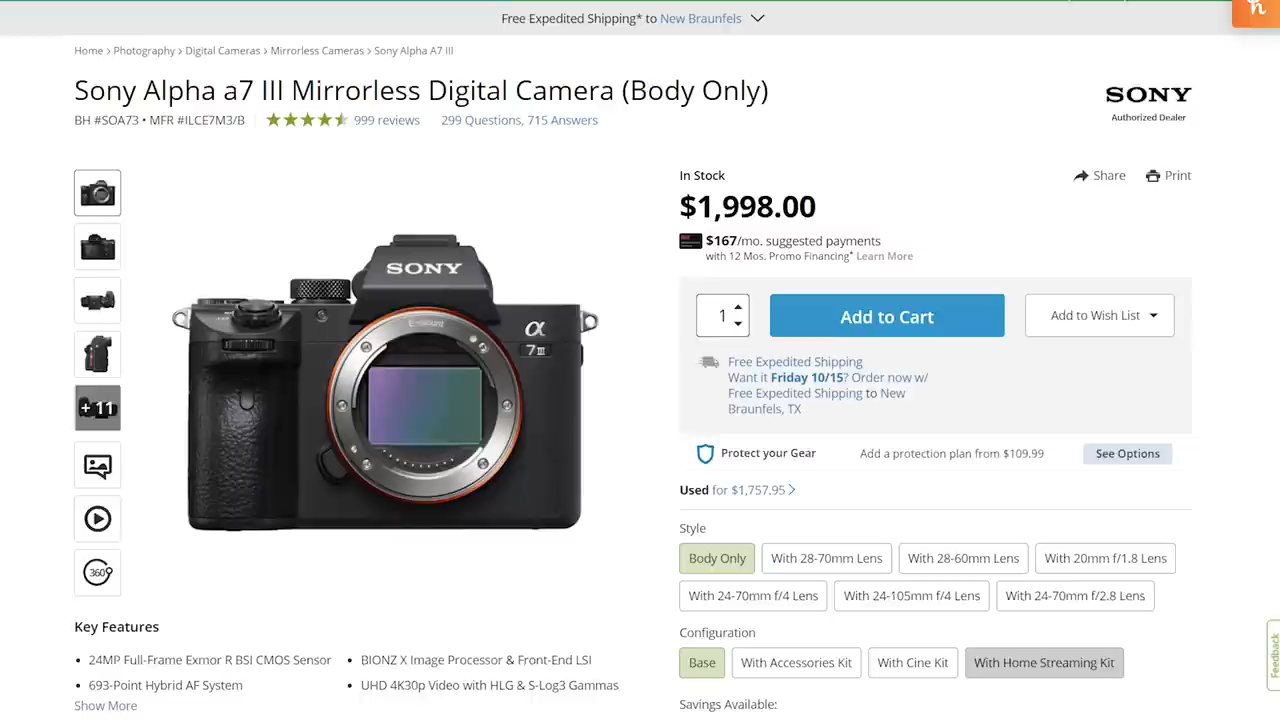 Free Expedited Shipping* to New Braunfels
Home › Photography › Digital Cameras › Mirrorless Cameras › Sony Alpha A7 III
Sony Alpha a7 III Mirrorless Digital Camera (Body Only)
SONY
Authorized Dealer
BH #SOA73 • MFR #ILCE7M3/B
999 reviews
299 Questions, 715 Answers
In Stock
Share
Print
$1,998.00
$167/mo. suggested payments
with 12 Mos. Promo Financing* Learn More
SONY
E-mount
α
7III
+11
360
1
Add to Cart
Add to Wish List
Free Expedited Shipping
Want it Friday 10/15? Order now w/
Free Expedited Shipping to New
Braunfels, TX
Protect your Gear
Add a protection plan from $109.99
See Options
Used for $1,757.95 >
Style
Body Only
With 28-70mm Lens
With 28-60mm Lens
With 20mm f/1.8 Lens
With 24-70mm f/4 Lens
With 24-105mm f/4 Lens
With 24-70mm f/2.8 Lens
Configuration
Base
With Accessories Kit
With Cine Kit
With Home Streaming Kit
Savings Available:
Key Features
• 24MP Full-Frame Exmor R BSI CMOS Sensor
• 693-Point Hybrid AF System
• BIONZ X Image Processor & Front-End LSI
• UHD 4K30p Video with HLG & S-Log3 Gammas
Show More
Feedback